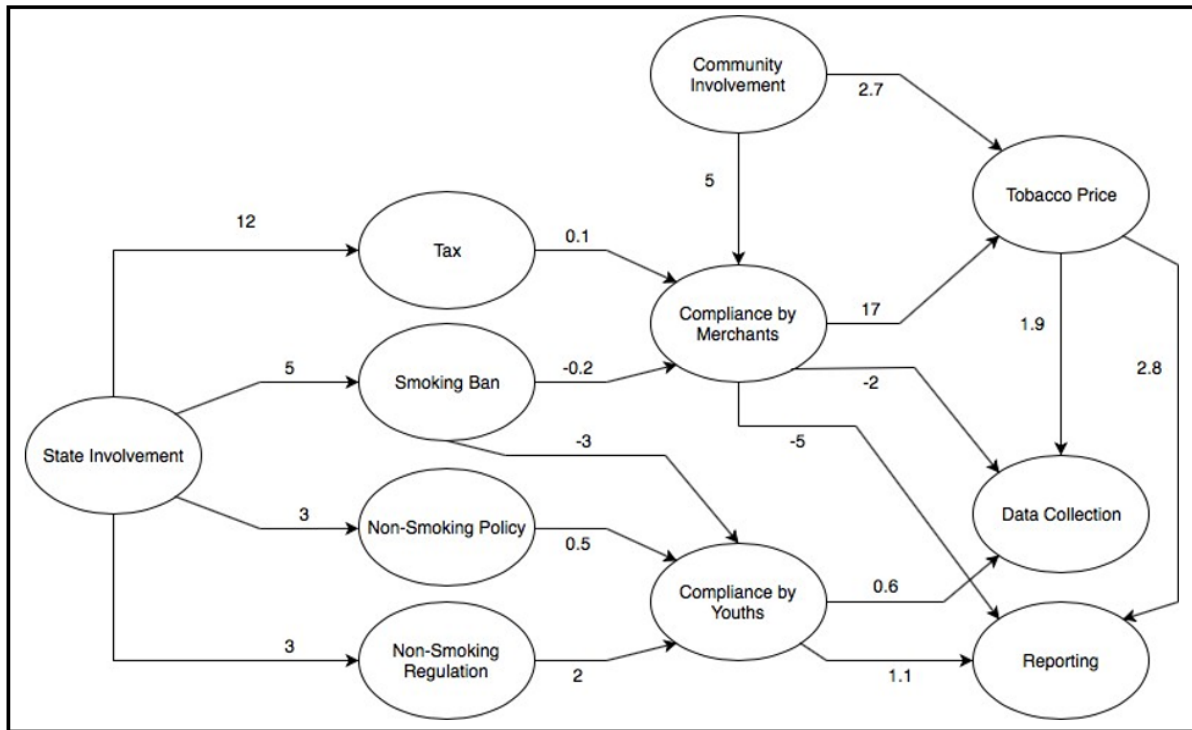 Community
Involvement
2.7
5
Tobacco Price
12
Tax
0.1
Compliance by
Merchants
17
1.9
2.8
5
Smoking Ban
-0.2
-2
-3
-5
State Involvement
3
Non-Smoking Policy
0.5
Data Collection
Compliance by
Youths
0.6
3
Non-Smoking
Regulation
2
1.1
Reporting